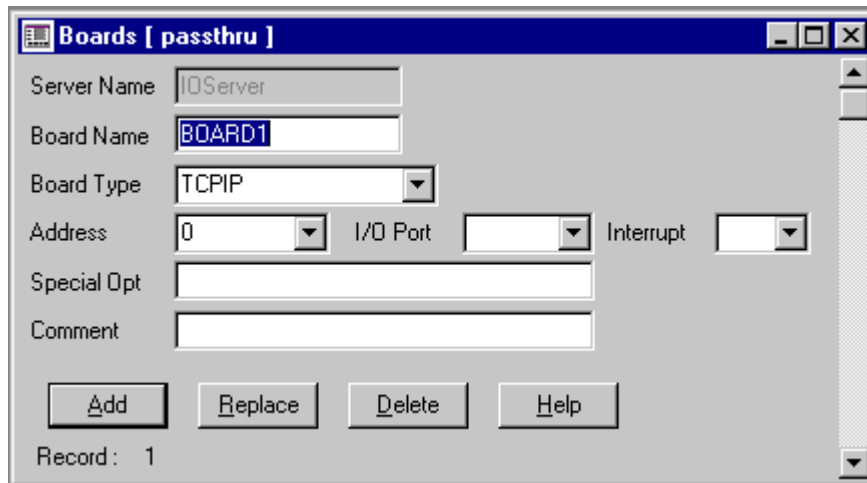 Boards [ passthru ]
Server Name IOServer
Board Name BOARD1
Board Type TCPIP
Address 0 I/O Port Interrupt
Special Opt
Comment
Add Replace Delete Help
Record : 1